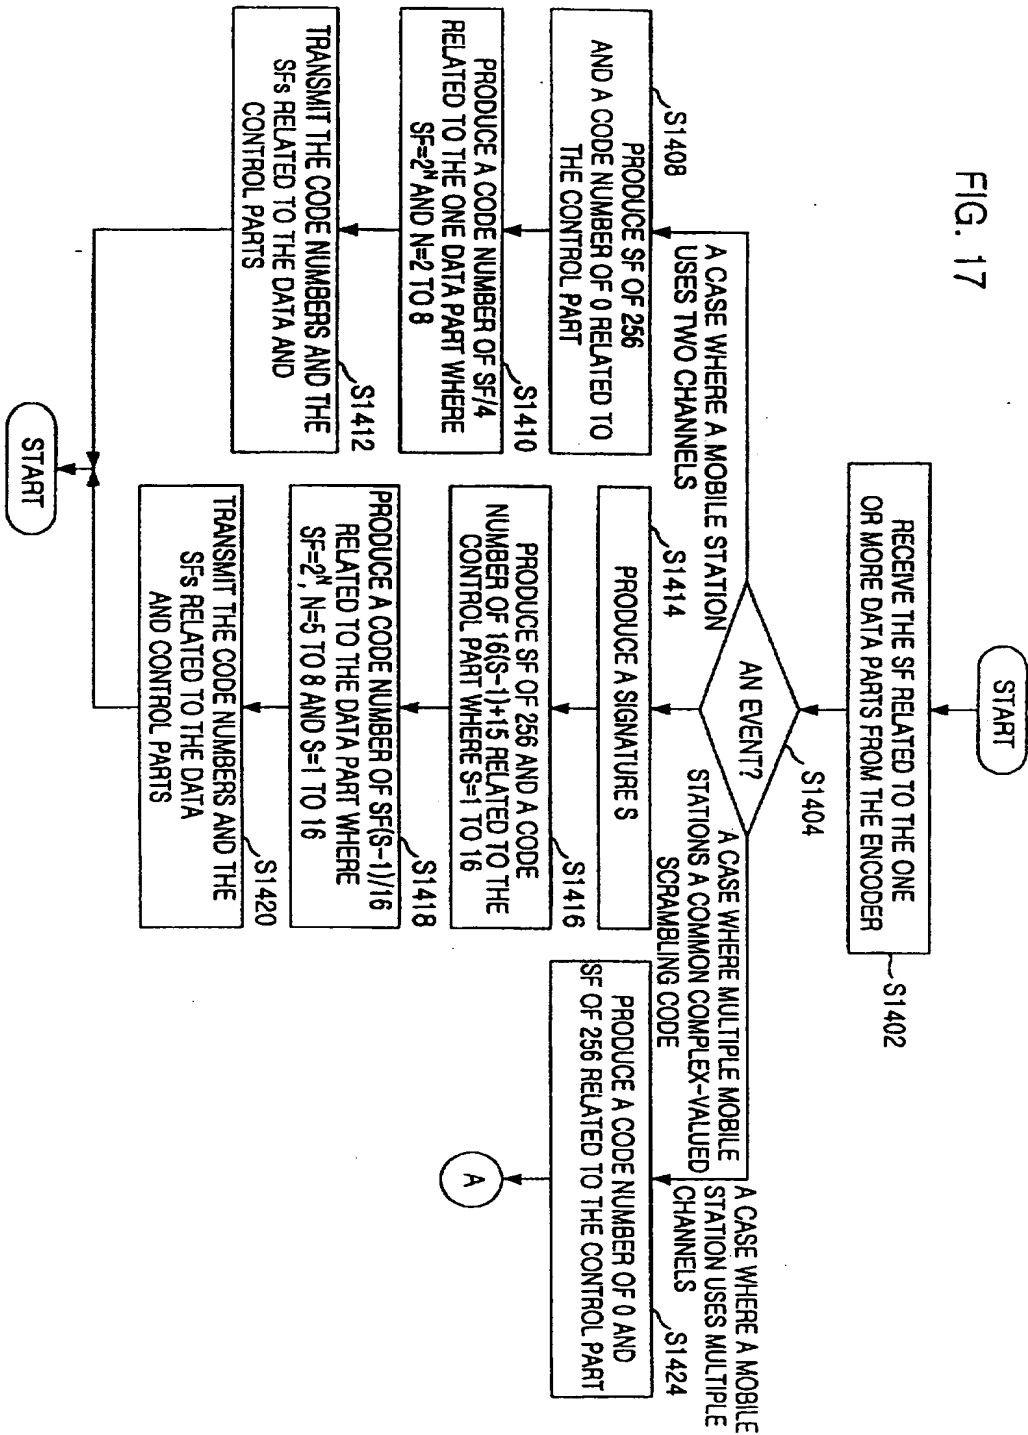 FIG. 17
START
RECEIVE THE SF RELATED TO THE ONE
OR MORE DATA PARTS FROM THE ENCODER
S1402
AN EVENT?
S1404
A CASE WHERE A MOBILE STATION
USES TWO CHANNELS
S1408
PRODUCE SF OF 256
AND A CODE NUMBER OF 0 RELATED TO
THE CONTROL PART
PRODUCE A CODE NUMBER OF SF/4
RELATED TO THE ONE DATA PART WHERE
SF=2ᴺ AND N=2 TO 8
S1410
TRANSMIT THE CODE NUMBERS AND THE
SFs RELATED TO THE DATA AND
CONTROL PARTS
S1412
A CASE WHERE MULTIPLE MOBILE
STATIONS A COMMON COMPLEX-VALUED
SCRAMBLING CODE
S1414
PRODUCE A SIGNATURE S
PRODUCE SF OF 256 AND A CODE
NUMBER OF 16(S-1)+15 RELATED TO THE
CONTROL PART WHERE S=1 TO 16
S1416
PRODUCE A CODE NUMBER OF SF(S-1)/16
RELATED TO THE DATA PART WHERE
SF=2ᴺ, N=5 TO 8 AND S=1 TO 16
S1418
TRANSMIT THE CODE NUMBERS AND THE
SFs RELATED TO THE DATA
AND CONTROL PARTS
S1420
A CASE WHERE A MOBILE
STATION USES MULTIPLE
CHANNELS
S1424
PRODUCE A CODE NUMBER OF 0 AND
SF OF 256 RELATED TO THE CONTROL PART
A
START